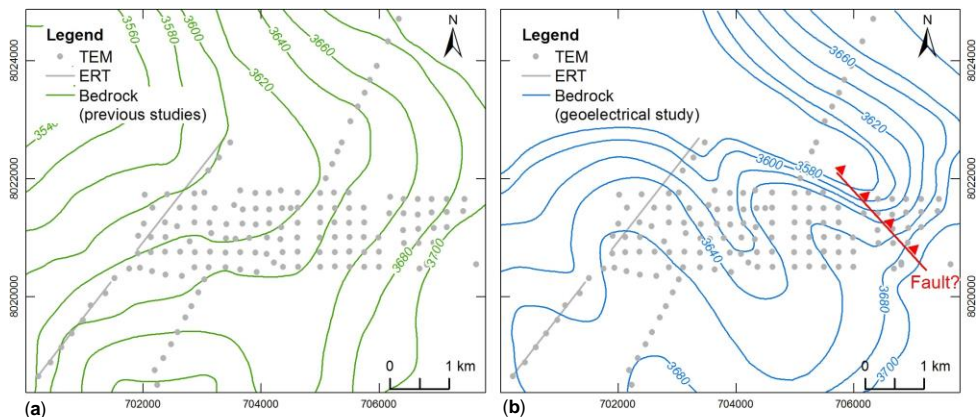 3560
3580
3600
3640
3660
3620
3540
3680
3700
N
Legend
TEM
ERT
Bedrock
(previous studies)
0 1 km
8024000
8022000
8020000
702000 704000 706000
(a)
3660
3620
3600
3580
3640
3680
3700
3680
N
Legend
TEM
ERT
Bedrock
(geoelectrical study)
Fault?
0 1 km
8024000
8022000
8020000
702000 704000 706000
(b)